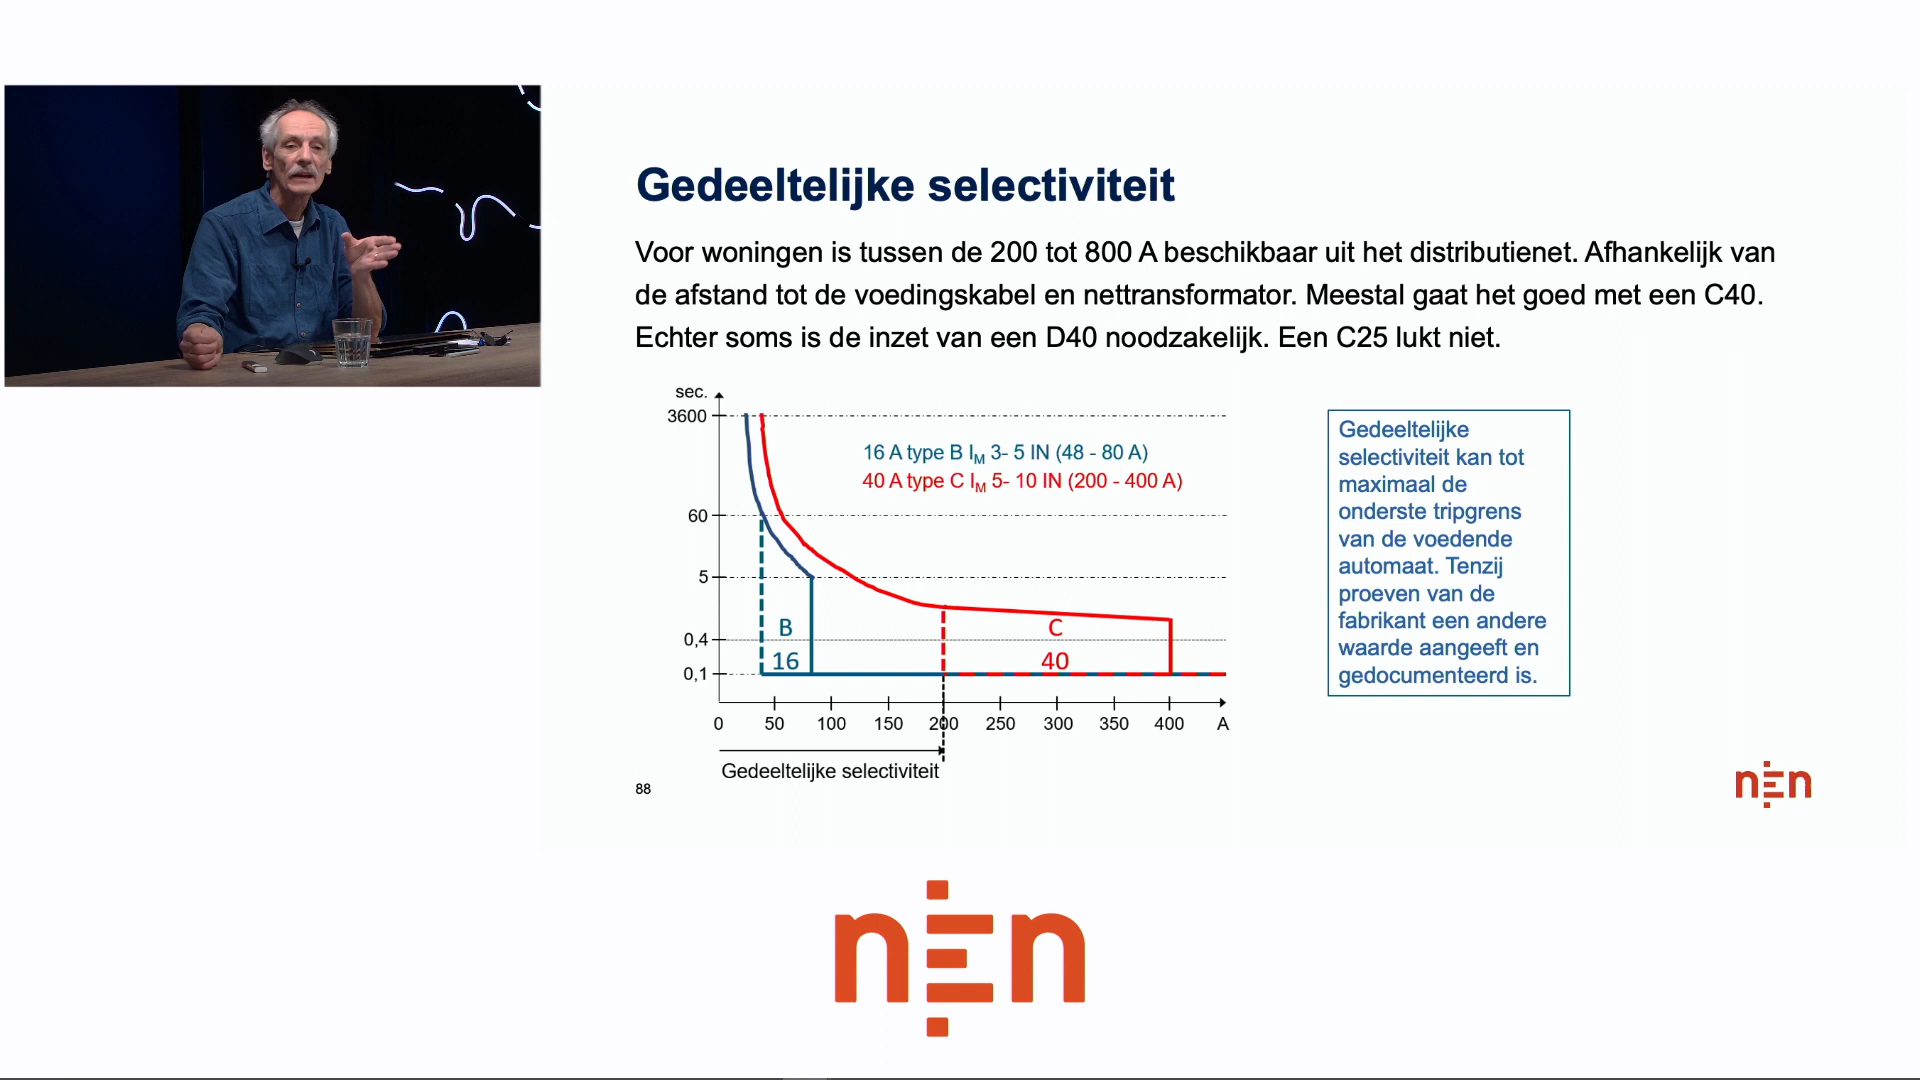 Gedeeltelijke selectiviteit
Voor woningen is tussen de 200 tot 800 A beschikbaar uit het distributienet. Afhankelijk van
de afstand tot de voedingskabel en nettransformator. Meestal gaat het goed met een C40.
Echter soms is de inzet van een D40 noodzakelijk. Een C25 lukt niet.
sec.
3600
60
5
0,4
0,1
16 A type B IM 3- 5 IN (48 - 80 A)
40 A type C IM 5- 10 IN (200 - 400 A)
B
16
C
40
0 50 100 150 200 250 300 350 400 A
Gedeeltelijke selectiviteit
Gedeeltelijke
selectiviteit kan tot
maximaal de
onderste tripgrens
van de voedende
automaat. Tenzij
proeven van de
fabrikant een andere
waarde aangeeft en
gedocumenteerd is.
88
nen
nen